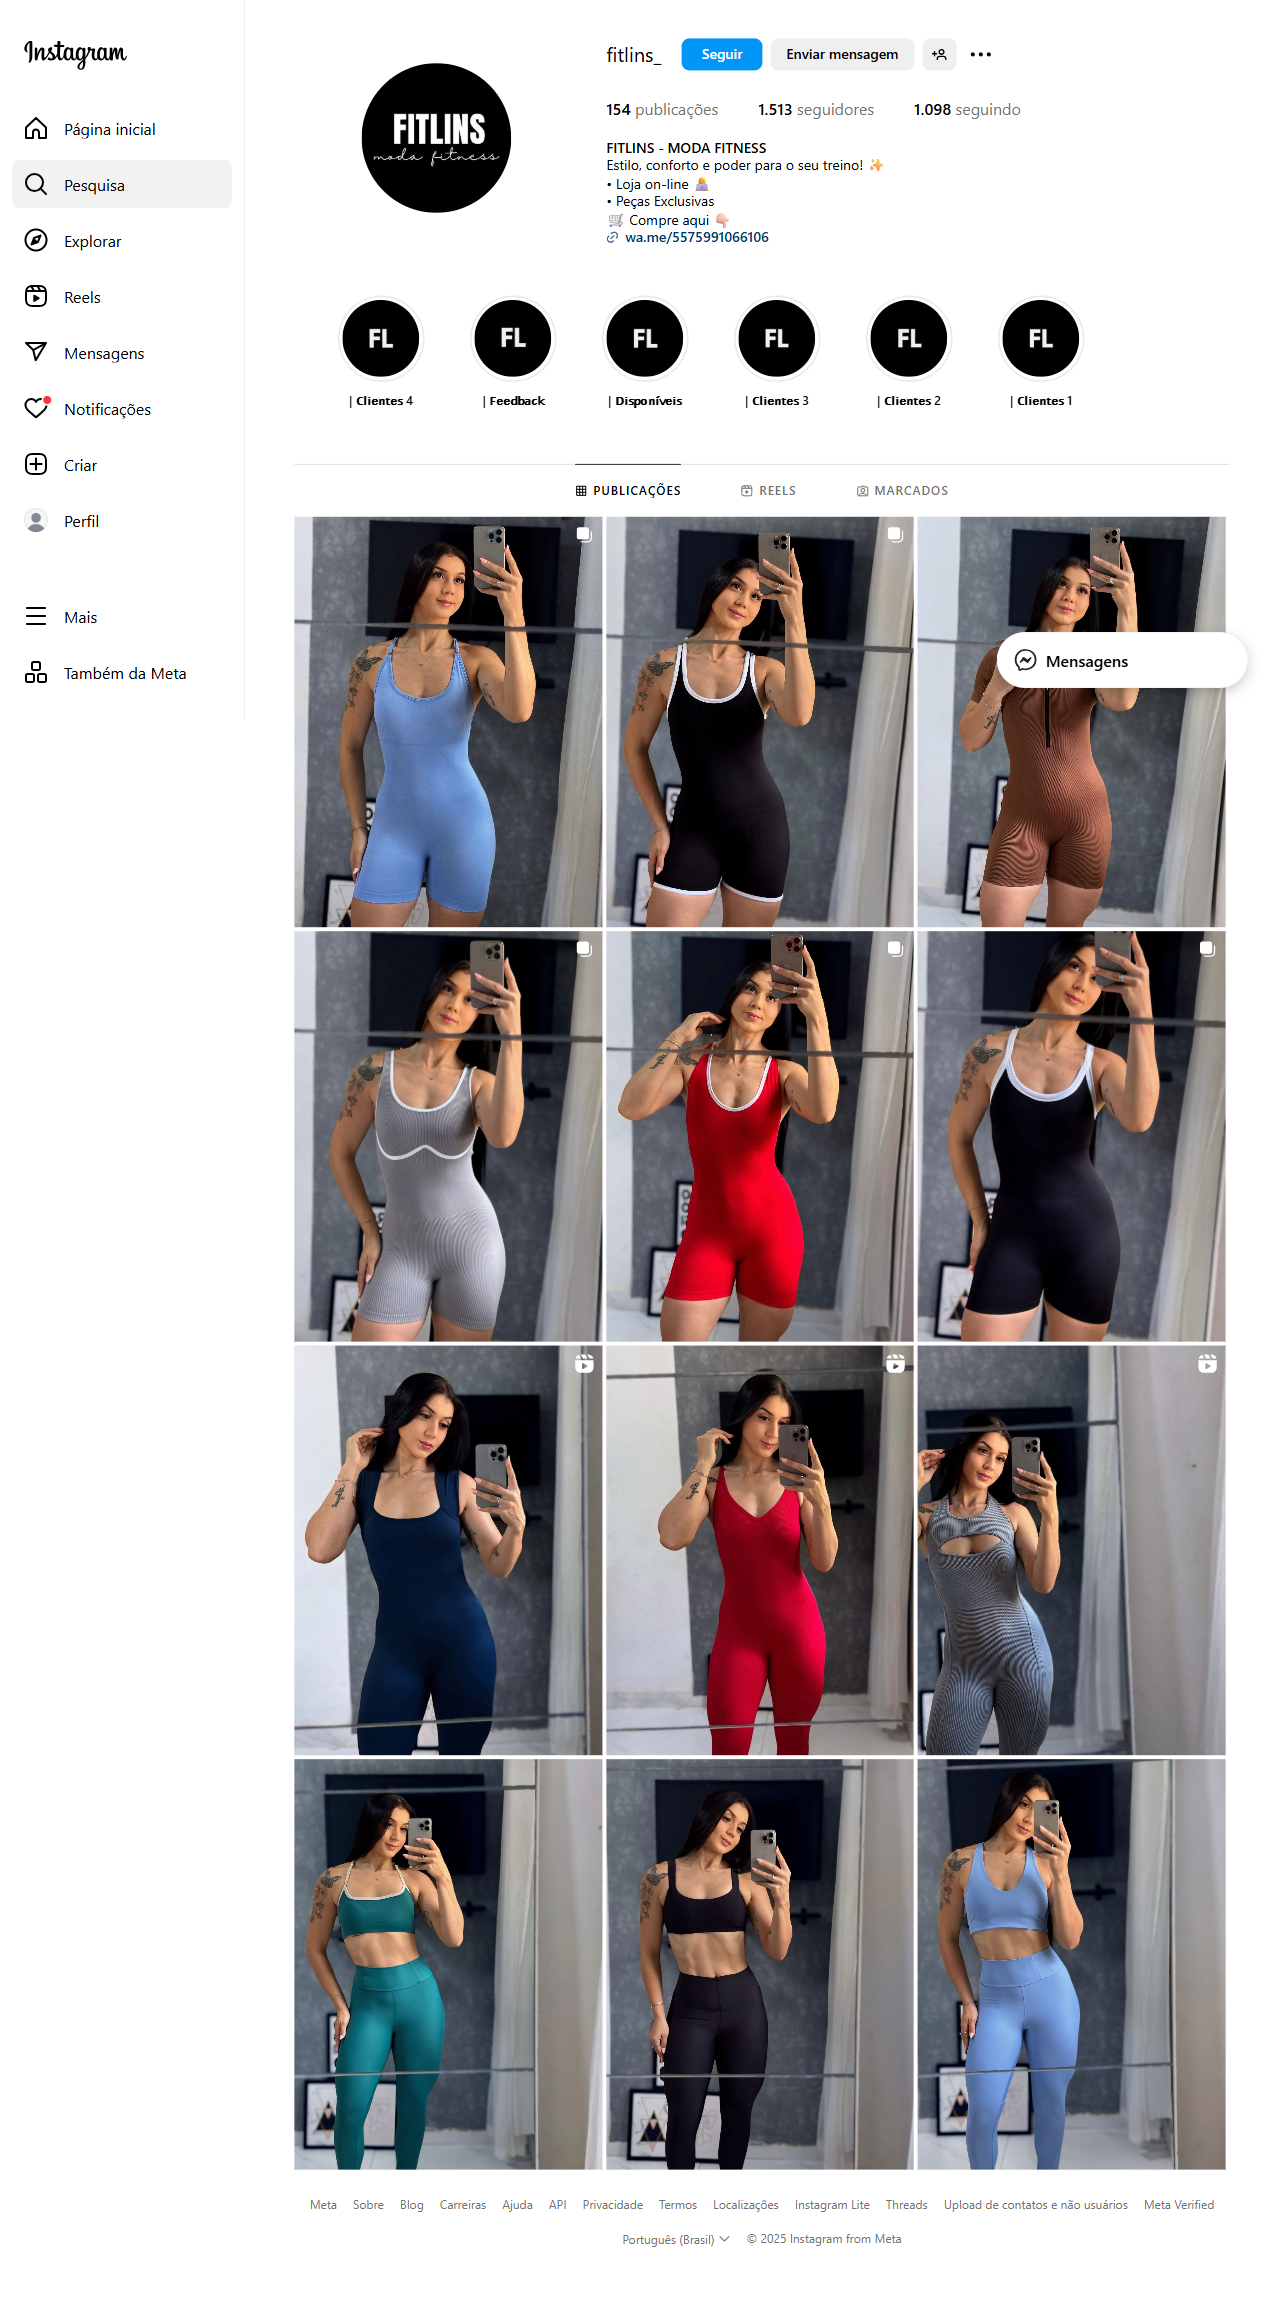 Instagram
Página inicial
Pesquisa
Explorar
Reels
Mensagens
Notificações
Criar
Perfil
Mais
Também da Meta
FITLINS
moda fitness
fitlins_
Seguir
Enviar mensagem
154 publicações 1.513 seguidores 1.098 seguindo
FITLINS - MODA FITNESS
Estilo, conforto e poder para o seu treino! ✨
• Loja on-line 🙋🏼‍♀️
• Peças Exclusivas
🛒 Compre aqui 👇🏻
wa.me/5575991066106
FL FL FL FL FL FL
| Clientes 4 | Feedback | Disponíveis | Clientes 3 | Clientes 2 | Clientes 1
PUBLICAÇÕES REELS MARCADOS
Mensagens
Meta Sobre Blog Carreiras Ajuda API Privacidade Termos Localizações Instagram Lite Threads Upload de contatos e não usuários Meta Verified
Português (Brasil) © 2025 Instagram from Meta